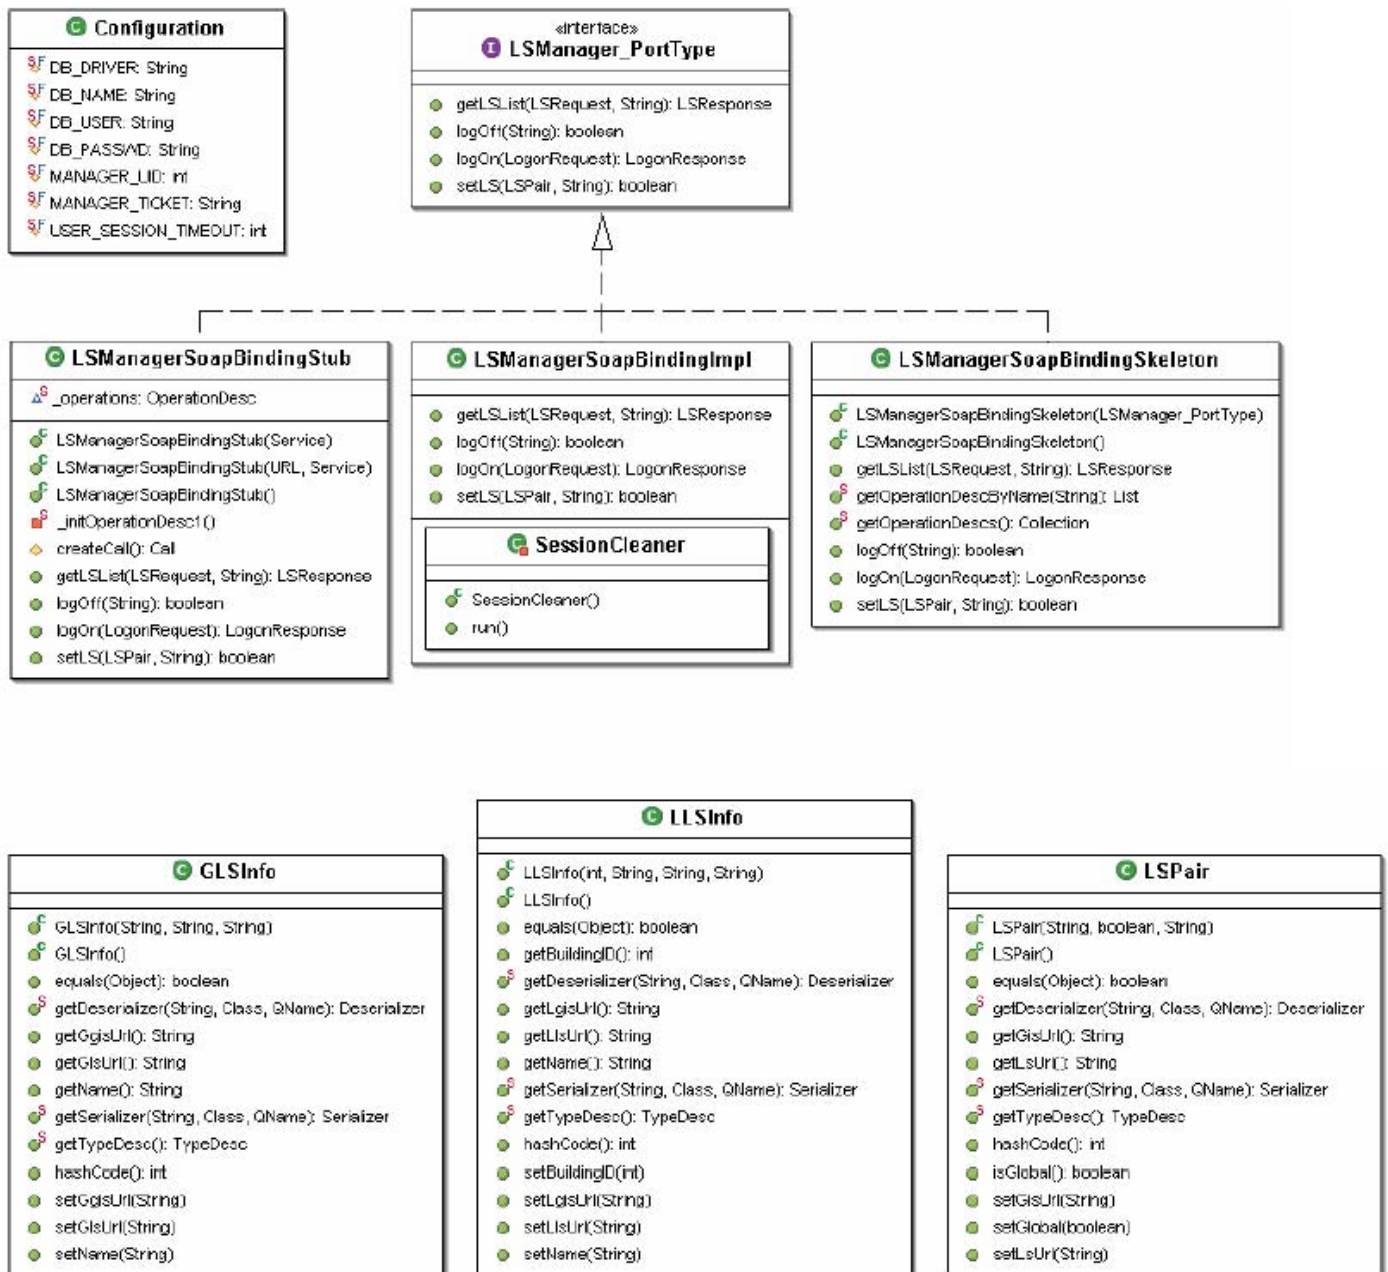 Configuration
DB_DRIVER: String
DB_NAME: String
DB_USER: String
DB_PASSWD: String
MANAGER_UID: int
MANAGER_TICKET: String
USER_SESSION_TIMEOUT: int
«interface»
LSManager_PortType
getLSList(LSRequest, String): LSResponse
logOff(String): boolean
logOn(LogonRequest): LogonResponse
setLS(LSPair, String): boolean
LSManagerSoapBindingStub
_operations: OperationDesc
LSManagerSoapBindingStub(Service)
LSManagerSoapBindingStub(URL, Service)
LSManagerSoapBindingStub()
_initOperationDesc1()
createCall(): Call
getLSList(LSRequest, String): LSResponse
logOff(String): boolean
logOn(LogonRequest): LogonResponse
setLS(LSPair, String): boolean
LSManagerSoapBindingImpl
getLSList(LSRequest, String): LSResponse
logOff(String): boolean
logOn(LogonRequest): LogonResponse
setLS(LSPair, String): boolean
SessionCleaner
SessionCleaner()
run()
LSManagerSoapBindingSkeleton
LSManagerSoapBindingSkeleton(LSManager_PortType)
LSManagerSoapBindingSkeleton()
getLSList(LSRequest, String): LSResponse
getOperationDescByName(String): List
getOperationDescs(): Collection
logOff(String): boolean
logOn(LogonRequest): LogonResponse
setLS(LSPair, String): boolean
GLSInfo
GLSInfo(String, String, String)
GLSInfo()
equals(Object): boolean
getDeserializer(String, Class, QName): Deserializer
getGgisUrl(): String
getGlsUrl(): String
getName(): String
getSerializer(String, Class, QName): Serializer
getTypeDesc(): TypeDesc
hashCode(): int
setGgisUrl(String)
setGlsUrl(String)
setName(String)
LLSInfo
LLSInfo(int, String, String, String)
LLSInfo()
equals(Object): boolean
getBuildingID(): int
getDeserializer(String, Class, QName): Deserializer
getLgisUrl(): String
getLlsUrl(): String
getName(): String
getSerializer(String, Class, QName): Serializer
getTypeDesc(): TypeDesc
hashCode(): int
setBuildingID(int)
setLgisUrl(String)
setLlsUrl(String)
setName(String)
LSPair
LSPair(String, boolean, String)
LSPair()
equals(Object): boolean
getDeserializer(String, Class, QName): Deserializer
getGisUrl(): String
getLsUrl(): String
getSerializer(String, Class, QName): Serializer
getTypeDesc(): TypeDesc
hashCode(): int
isGlobal(): boolean
setGisUrl(String)
setGlobal(boolean)
setLsUrl(String)